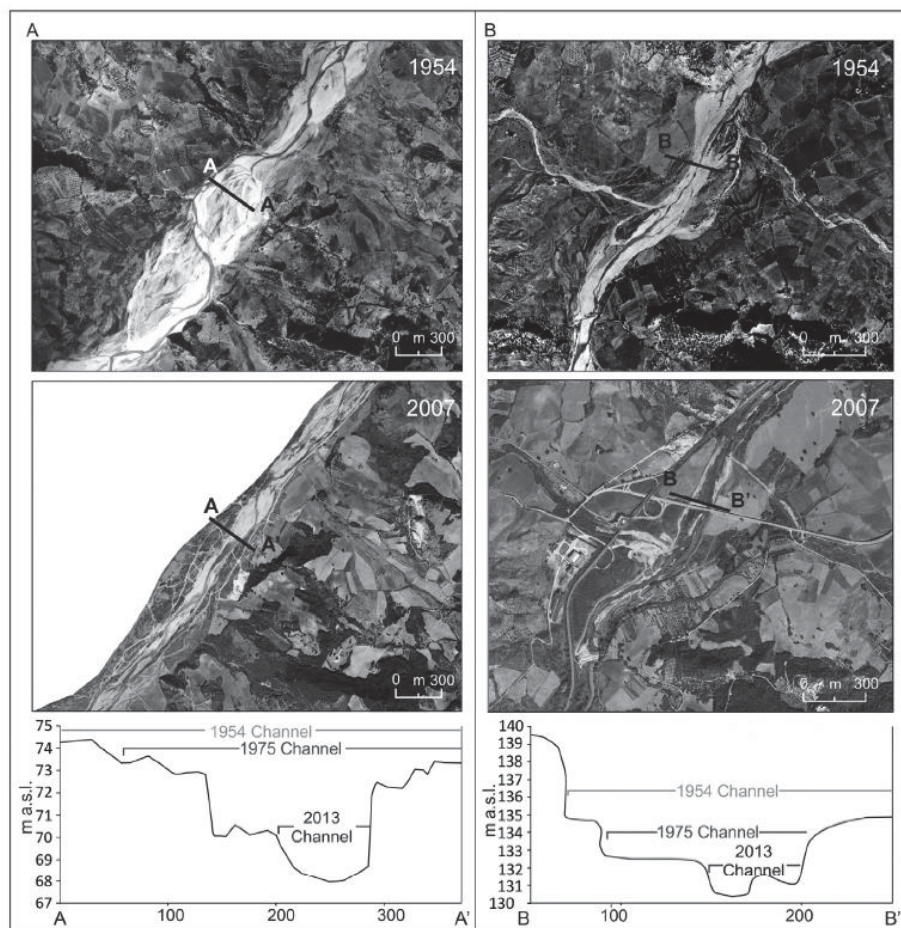 A
1954
A
A'
0 m 300
2007
A
A'
0 m 300
75
74
73
72
71
70
69
68
67
m a.s.l.
1954 Channel
1975 Channel
2013
Channel
A 100 200 300 A'
B
1954
B
B'
0 m 300
2007
B
B'
0 m 300
140
139
138
137
136
135
134
132
131
130
m a.s.l.
1954 Channel
1975 Channel
2013
Channel
B 100 200 B'